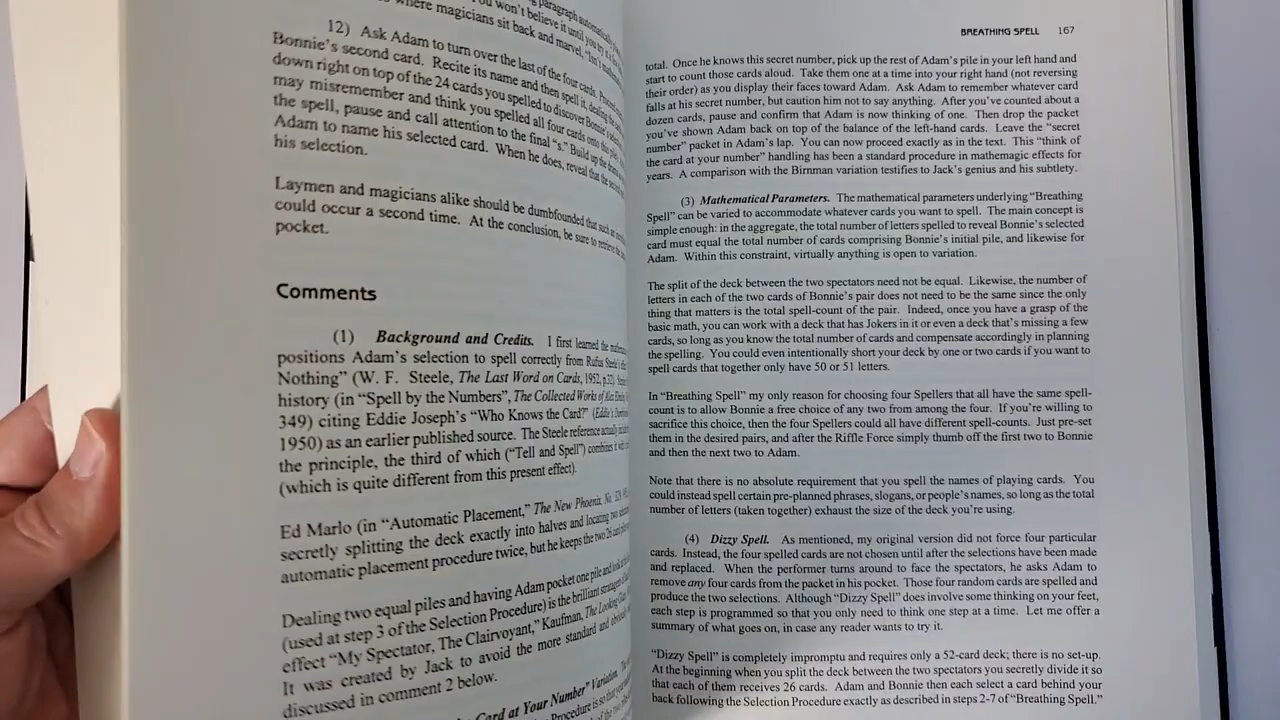 paragraph automatically
you won't believe it until you try it
where magicians sit back and marvel, "Isn't
12) Ask Adam to turn over the last of the four cards.
Bonnie's second card. Recite its name and then spell it, dealing the
down right on top of the 24 cards you spelled to discover Bonnie's
may misremember and think you spelled all four cards onto this pile.
the spell, pause and call attention to the final "s." Build up the
Adam to name his selected card. When he does, reveal that the
his selection.
Laymen and magicians alike should be dumbfounded that such
could occur a second time. At the conclusion, be sure to retrieve the
pocket.
Comments
(1) Background and Credits. I first learned the
positions Adam's selection to spell correctly from Rufus Steele's
Nothing" (W. F. Steele, The Last Word on Cards, 1952, p.32).
history (in "Spell by the Numbers", The Collected Works of Alex
349) citing Eddie Joseph's "Who Knows the Card?" (Eddie's
1950) as an earlier published source. The Steele reference actually
the principle, the third of which ("Tell and Spell") combines it
(which is quite different from this present effect).
Ed Marlo (in "Automatic Placement," The New Phoenix, No.
secretly splitting the deck exactly into halves and locating two
automatic placement procedure twice, but he keeps the two 26 card
Dealing two equal piles and having Adam pocket one pile and
(used at step 3 of the Selection Procedure) is the brilliant stratagem of
effect "My Spectator, The Clairvoyant," Kaufman, The Looking
It was created by Jack to avoid the more standard and
discussed in comment 2 below.
Card at Your Number" Variation.
Procedure is so that
BREATHING SPELL 167
total. Once he knows this secret number, pick up the rest of Adam's pile in your left hand and
start to count those cards aloud. Take them one at a time into your right hand (not reversing
their order) as you display their faces toward Adam. Ask Adam to remember whatever card
falls at his secret number, but caution him not to say anything. After you've counted about a
dozen cards, pause and confirm that Adam is now thinking of one. Then drop the packet
you've shown Adam back on top of the balance of the left-hand cards. Leave the "secret
number" packet in Adam's lap. You can now proceed exactly as in the text. This "think of
the card at your number" handling has been a standard procedure in mathemagic effects for
years. A comparison with the Birnman variation testifies to Jack's genius and his subtlety.
(3) Mathematical Parameters. The mathematical parameters underlying "Breathing
Spell" can be varied to accommodate whatever cards you want to spell. The main concept is
simple enough: in the aggregate, the total number of letters spelled to reveal Bonnie's selected
card must equal the total number of cards comprising Bonnie's initial pile, and likewise for
Adam. Within this constraint, virtually anything is open to variation.
The split of the deck between the two spectators need not be equal. Likewise, the number of
letters in each of the two cards of Bonnie's pair does not need to be the same since the only
thing that matters is the total spell-count of the pair. Indeed, once you have a grasp of the
basic math, you can work with a deck that has Jokers in it or even a deck that's missing a few
cards, so long as you know the total number of cards and compensate accordingly in planning
the spelling. You could even intentionally short your deck by one or two cards if you want to
spell cards that together only have 50 or 51 letters.
In "Breathing Spell" my only reason for choosing four Spellers that all have the same spell-
count is to allow Bonnie a free choice of any two from among the four. If you're willing to
sacrifice this choice, then the four Spellers could all have different spell-counts. Just pre-set
them in the desired pairs, and after the Riffle Force simply thumb off the first two to Bonnie
and then the next two to Adam.
Note that there is no absolute requirement that you spell the names of playing cards. You
could instead spell certain pre-planned phrases, slogans, or people's names, so long as the total
number of letters (taken together) exhaust the size of the deck you're using.
(4) Dizzy Spell. As mentioned, my original version did not force four particular
cards. Instead, the four spelled cards are not chosen until after the selections have been made
and replaced. When the performer turns around to face the spectators, he asks Adam to
remove any four cards from the packet in his pocket. Those four random cards are spelled and
produce the two selections. Although "Dizzy Spell" does involve some thinking on your feet,
each step is programmed so that you only need to think one step at a time. Let me offer a
summary of what goes on, in case any reader wants to try it.
"Dizzy Spell" is completely impromptu and requires only a 52-card deck; there is no set-up.
At the beginning when you split the deck between the two spectators you secretly divide it so
that each of them receives 26 cards. Adam and Bonnie then each select a card behind your
back following the Selection Procedure exactly as described in steps 2-7 of "Breathing Spell."